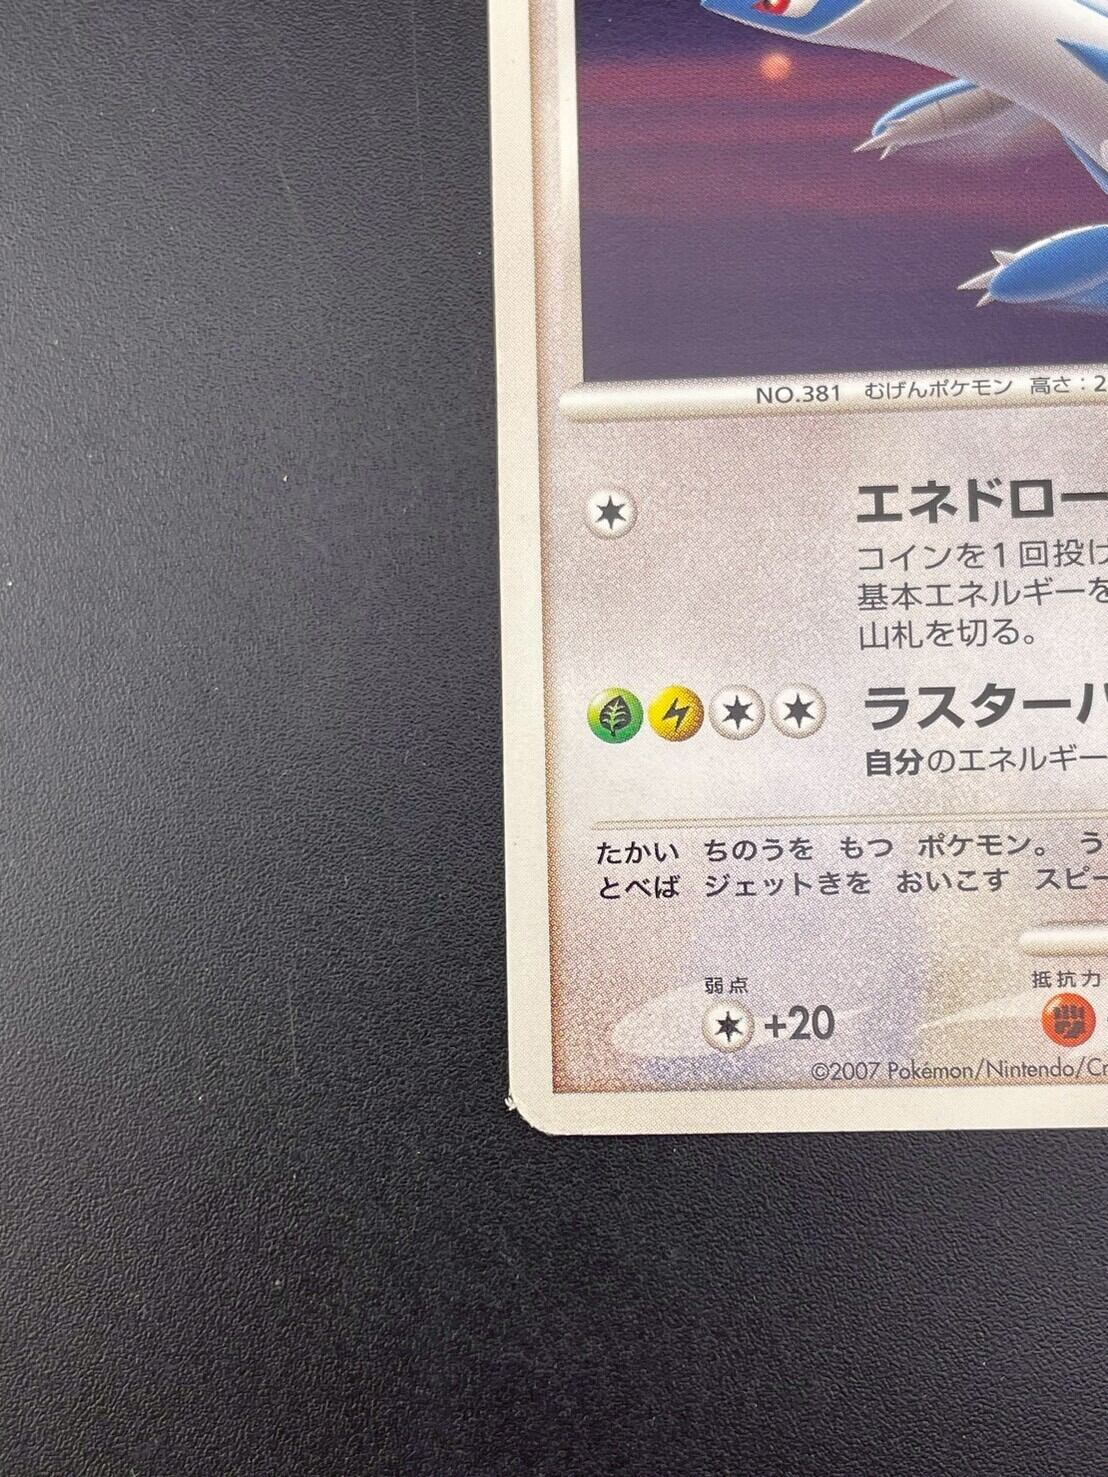 NO.381 むげんポケモン 高さ：2
エネドロー
コインを1回投げ
基本エネルギーを
山札を切る。
ラスターパ
自分のエネルギー
たかい ちのうを もつ ポケモン。 う
とべば ジェットきを おいこす スピー
弱点
抵抗力
+20
©2007 Pokémon/Nintendo/Cr